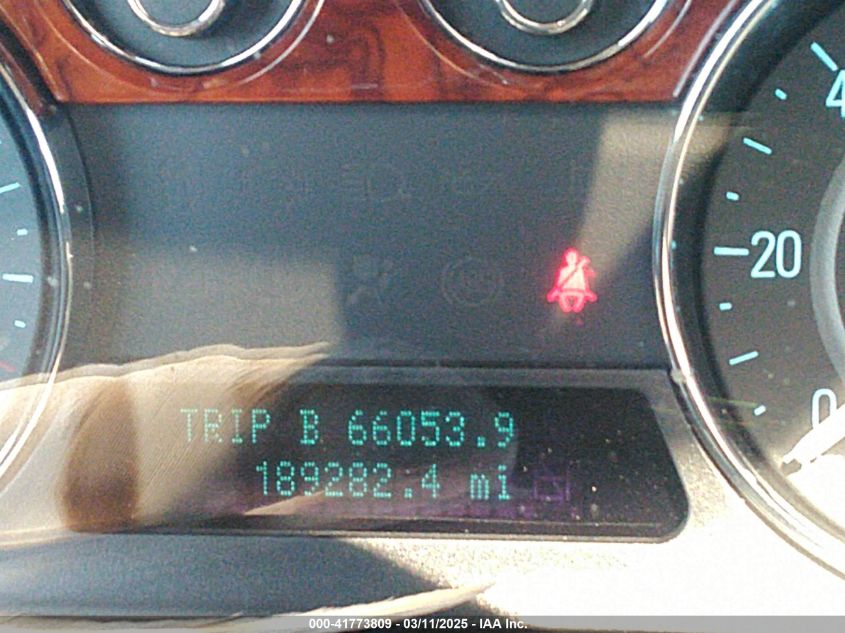 4
20
0
TRIP B 66053.9
189282.4 mi
000-41773809 - 03/11/2025 - IAA Inc.